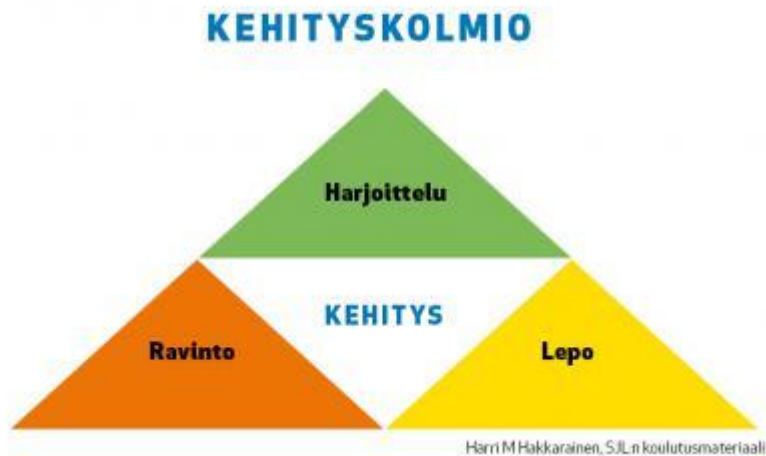 KEHITYSKOLMIO
Harjoittelu
KEHITYS
Ravinto
Lepo
Harri M Hakkarainen, SJL:n koulutusmateriaali